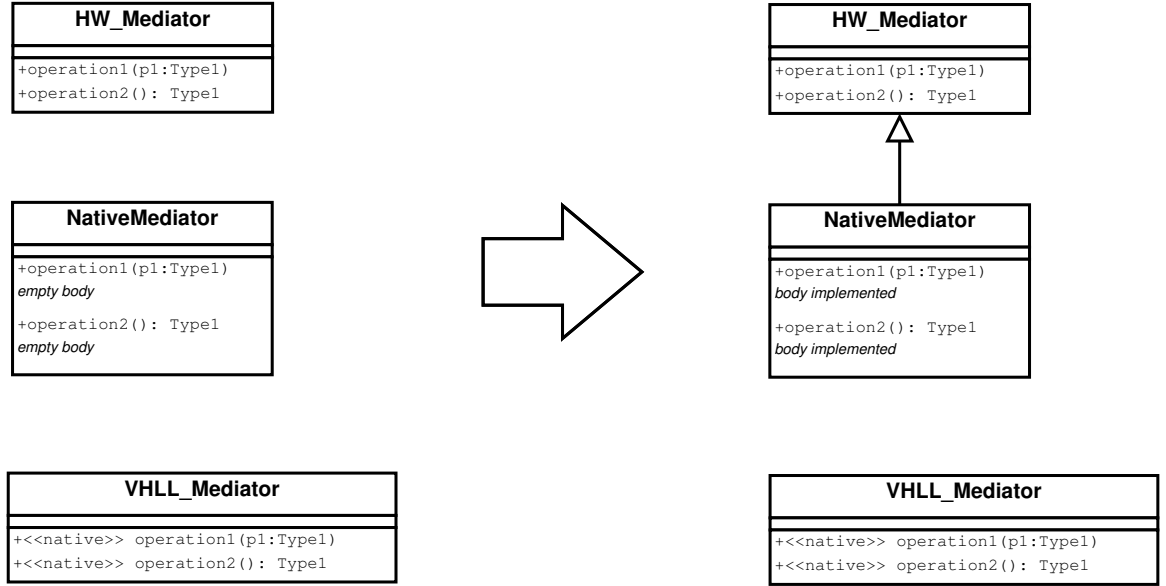 HW_Mediator
+operation1(p1:Type1)
+operation2(): Type1
NativeMediator
+operation1(p1:Type1)
empty body
+operation2(): Type1
empty body
VHLL_Mediator
+<<native>> operation1(p1:Type1)
+<<native>> operation2(): Type1
HW_Mediator
+operation1(p1:Type1)
+operation2(): Type1
NativeMediator
+operation1(p1:Type1)
body implemented
+operation2(): Type1
body implemented
VHLL_Mediator
+<<native>> operation1(p1:Type1)
+<<native>> operation2(): Type1